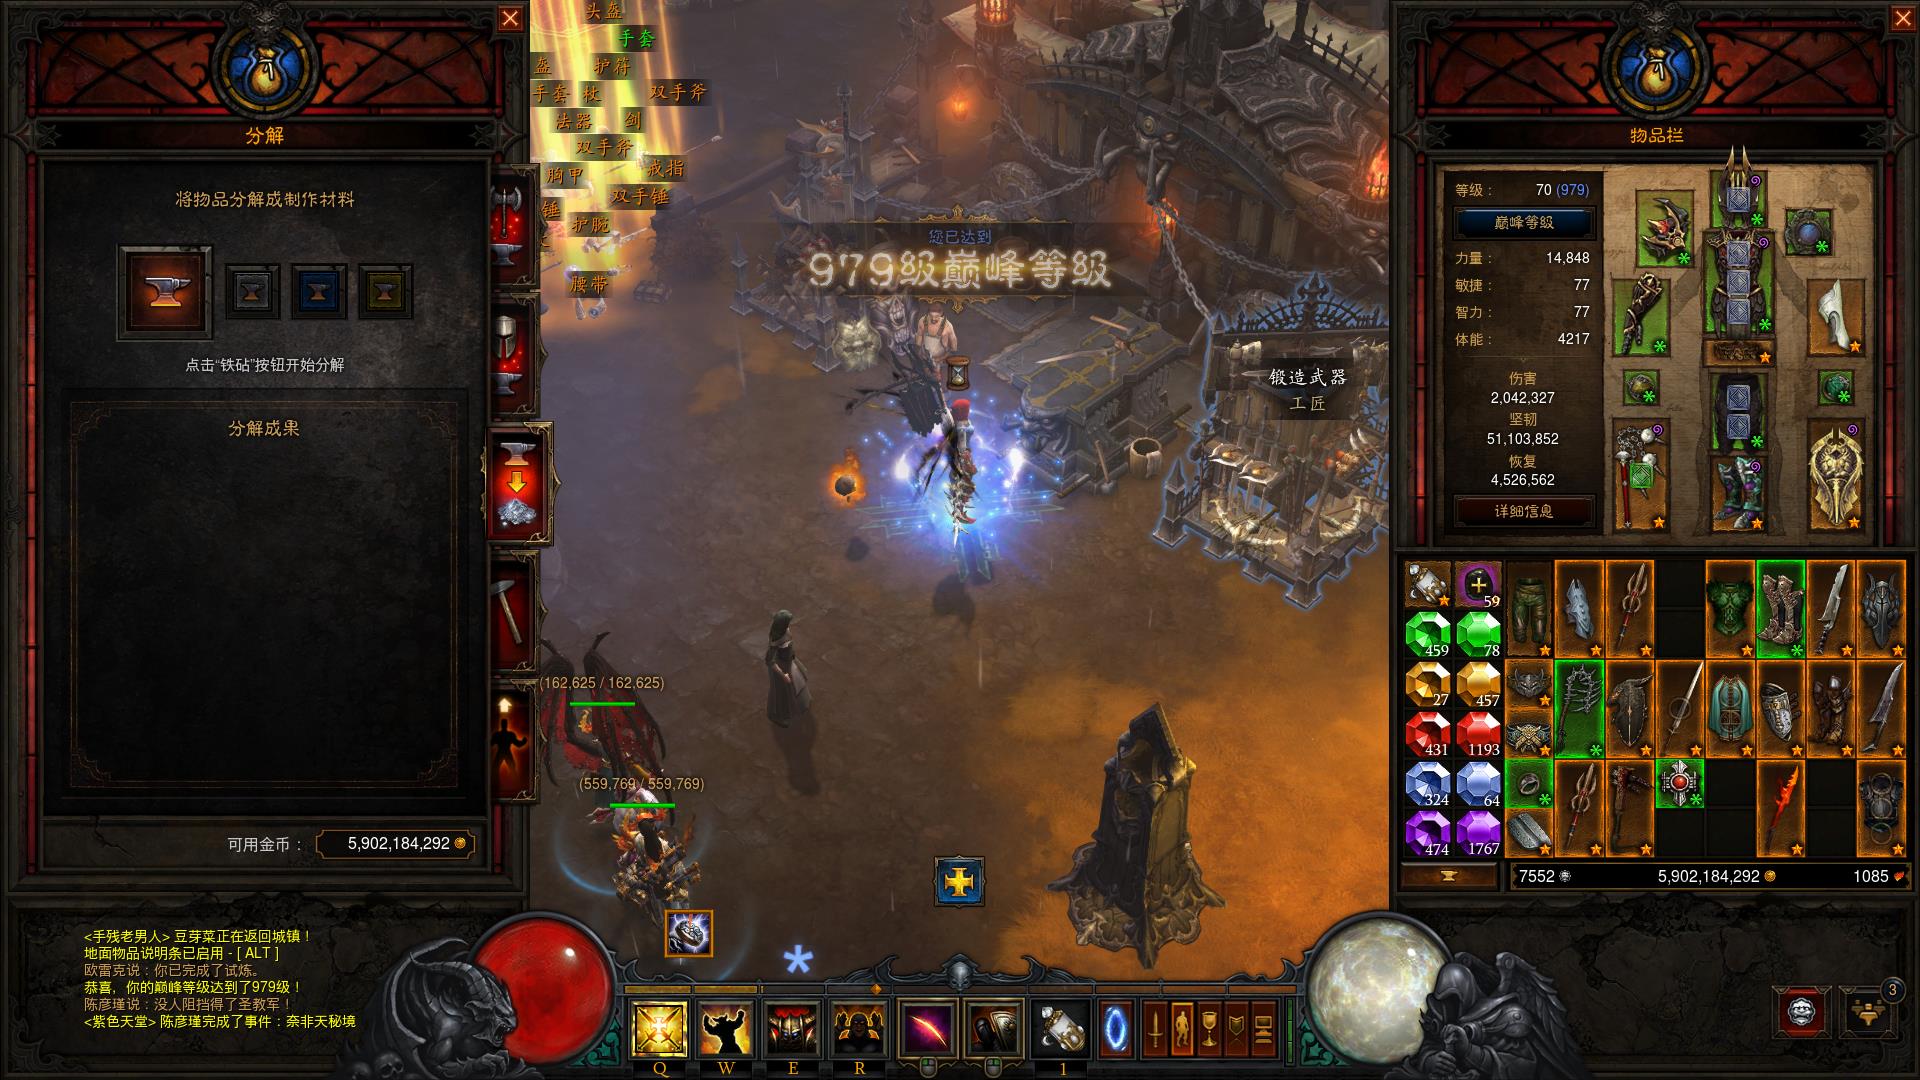 分解
将物品分解成制作材料
点击“铁砧”按钮开始分解
分解成果
可用金币：
5,902,184,292
头盔
手套
盔
护符
手套
杖
双手斧
法器
剑
双手斧
胸甲
戒指
双手锤
锤
护腕
腰带
您已达到
979级巅峰等级
锻造武器
工匠
(162,625 / 162,625)
(559,769 / 559,769)
物品栏
等级：
70 (979)
巅峰等级
力量：
14,848
敏捷：
77
智力：
77
体能：
4217
伤害
2,042,327
坚韧
51,103,852
恢复
4,526,562
详细信息
59
459
78
27
457
431
1193
324
64
474
1767
7552
5,902,184,292
1085
<手残老男人> 豆芽菜正在返回城镇！
地面物品说明条已启用 - [ ALT ]
欧雷克说：你已完成了试炼。
恭喜，你的巅峰等级达到了979级！
陈彦瑾说：没人阻挡得了圣教军！
<紫色天堂> 陈彦瑾完成了事件：奈非天秘境
Q
W
E
R
1
3